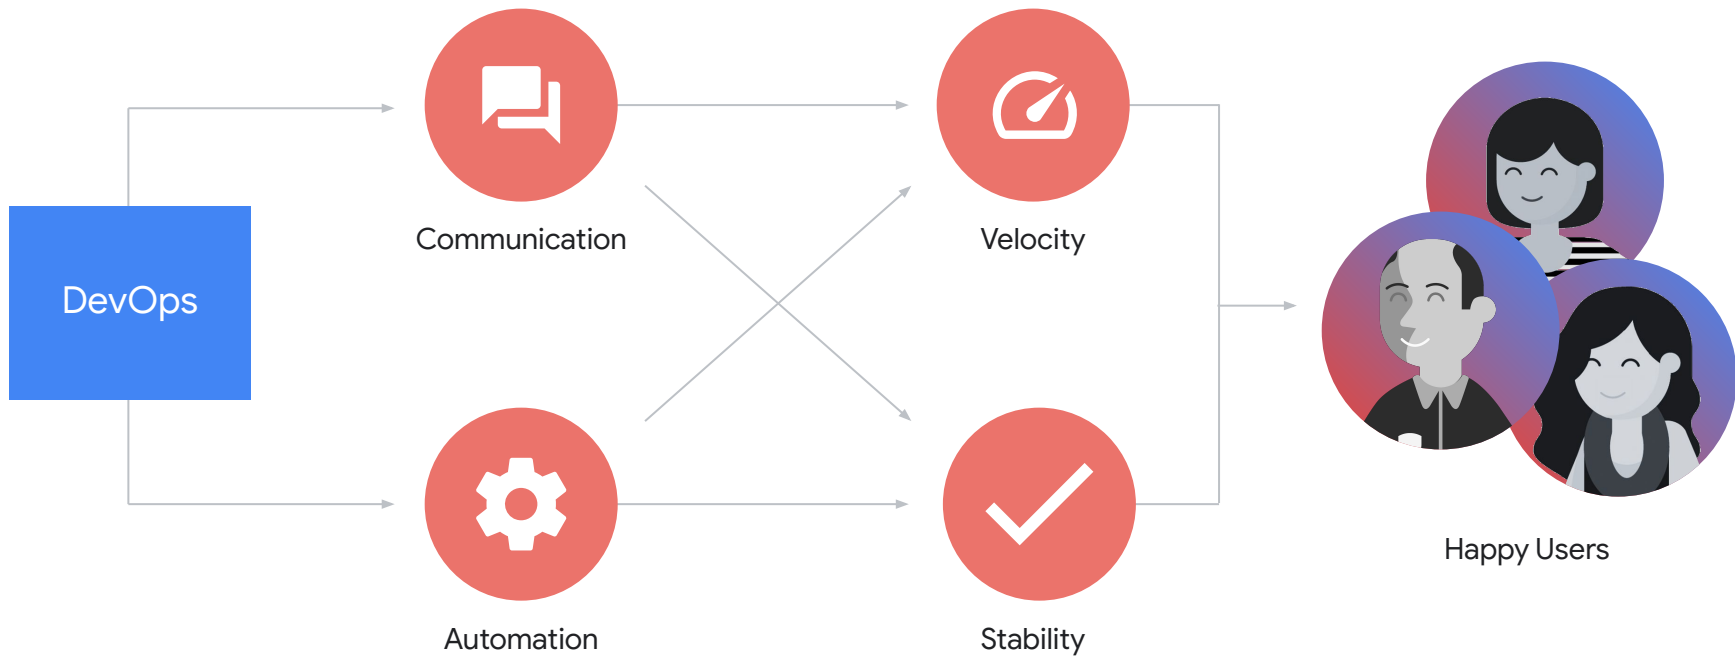 DevOps
Communication
Velocity
Automation
Stability
Happy Users